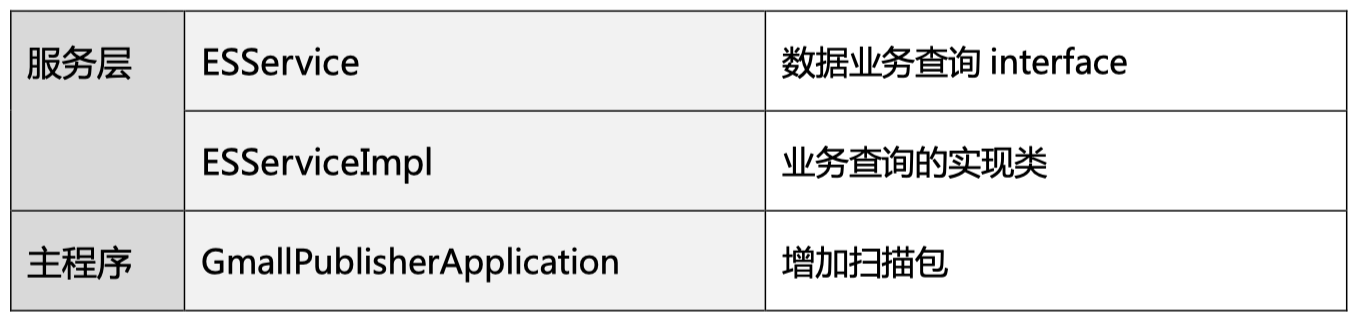 服务层 ESService 数据业务查询 interface
ESServiceImpl 业务查询的实现类
主程序 GmallPublisherApplication 增加扫描包